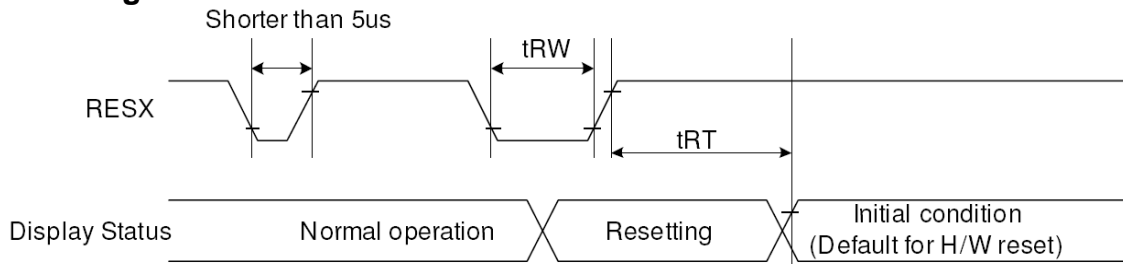 Shorter than 5us
tRW
RESX
tRT
Display Status
Normal operation
Resetting
Initial condition
(Default for H/W reset)